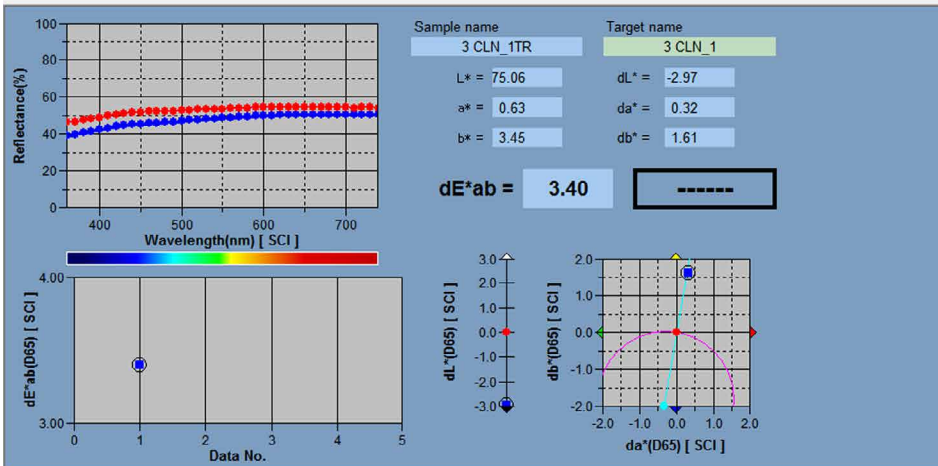 Sample name
Target name
3 CLN_1TR
3 CLN_1
L* = 75.06
dL* = -2.97
a* = 0.63
da* = 0.32
b* = 3.45
db* = 1.61
dE*ab = 3.40
------
Reflectance(%)
100
80
60
40
20
0
400 500 600 700
Wavelength(nm) [ SCI ]
dE*ab(D65) [ SCI ]
4.00
3.00
0 1 2 3 4 5
Data No.
dL*(D65) [ SCI ]
3.0
2.0
1.0
0.0
-1.0
-2.0
-3.0
db*(D65) [ SCI ]
2.0
1.0
0.0
-1.0
-2.0
-2.0 -1.0 0.0 1.0 2.0
da*(D65) [ SCI ]